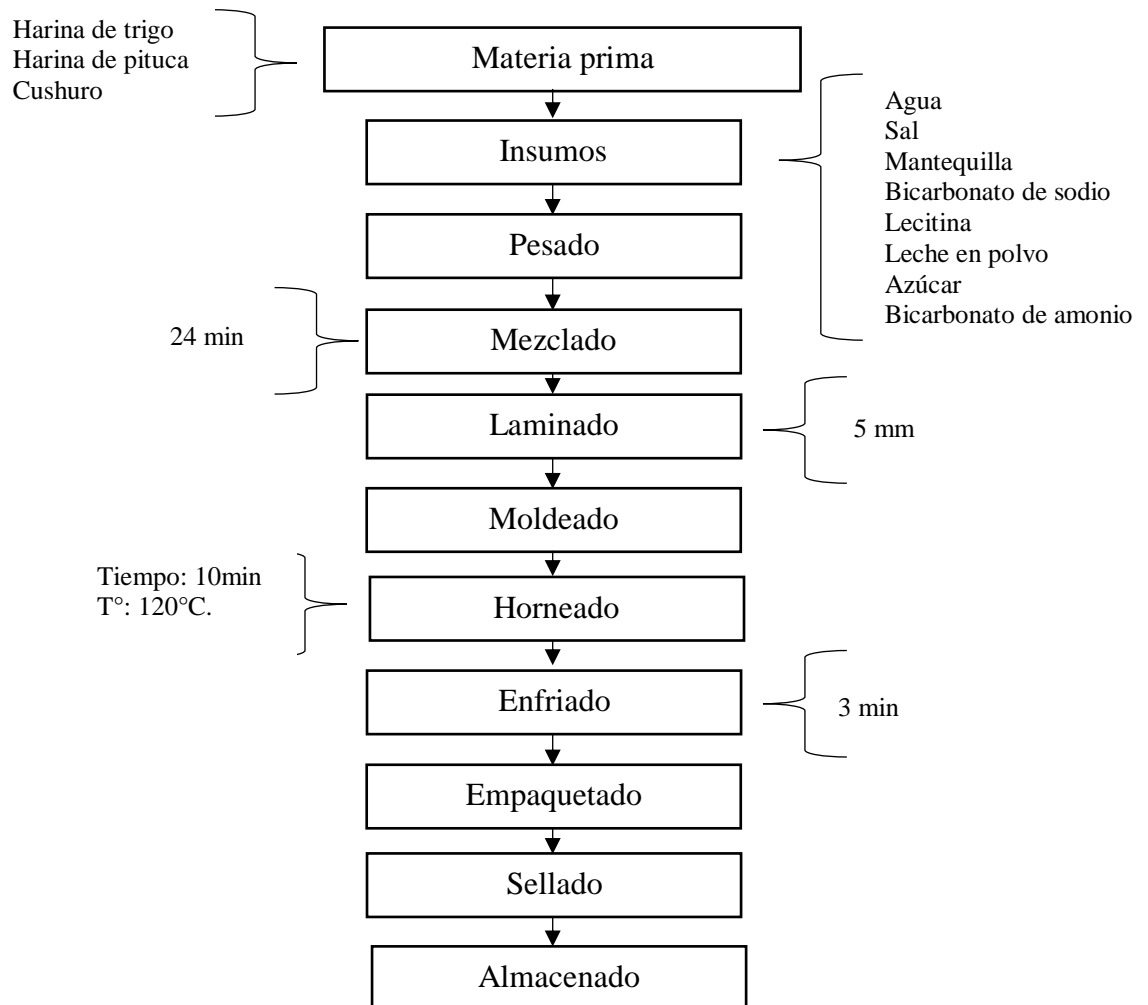 Harina de trigo
Harina de pituca
Cushuro
Materia prima
Insumos
Agua
Sal
Mantequilla
Bicarbonato de sodio
Lecitina
Leche en polvo
Azúcar
Bicarbonato de amonio
Pesado
24 min
Mezclado
Laminado
5 mm
Moldeado
Tiempo: 10min
T°: 120°C.
Horneado
Enfriado
3 min
Empaquetado
Sellado
Almacenado